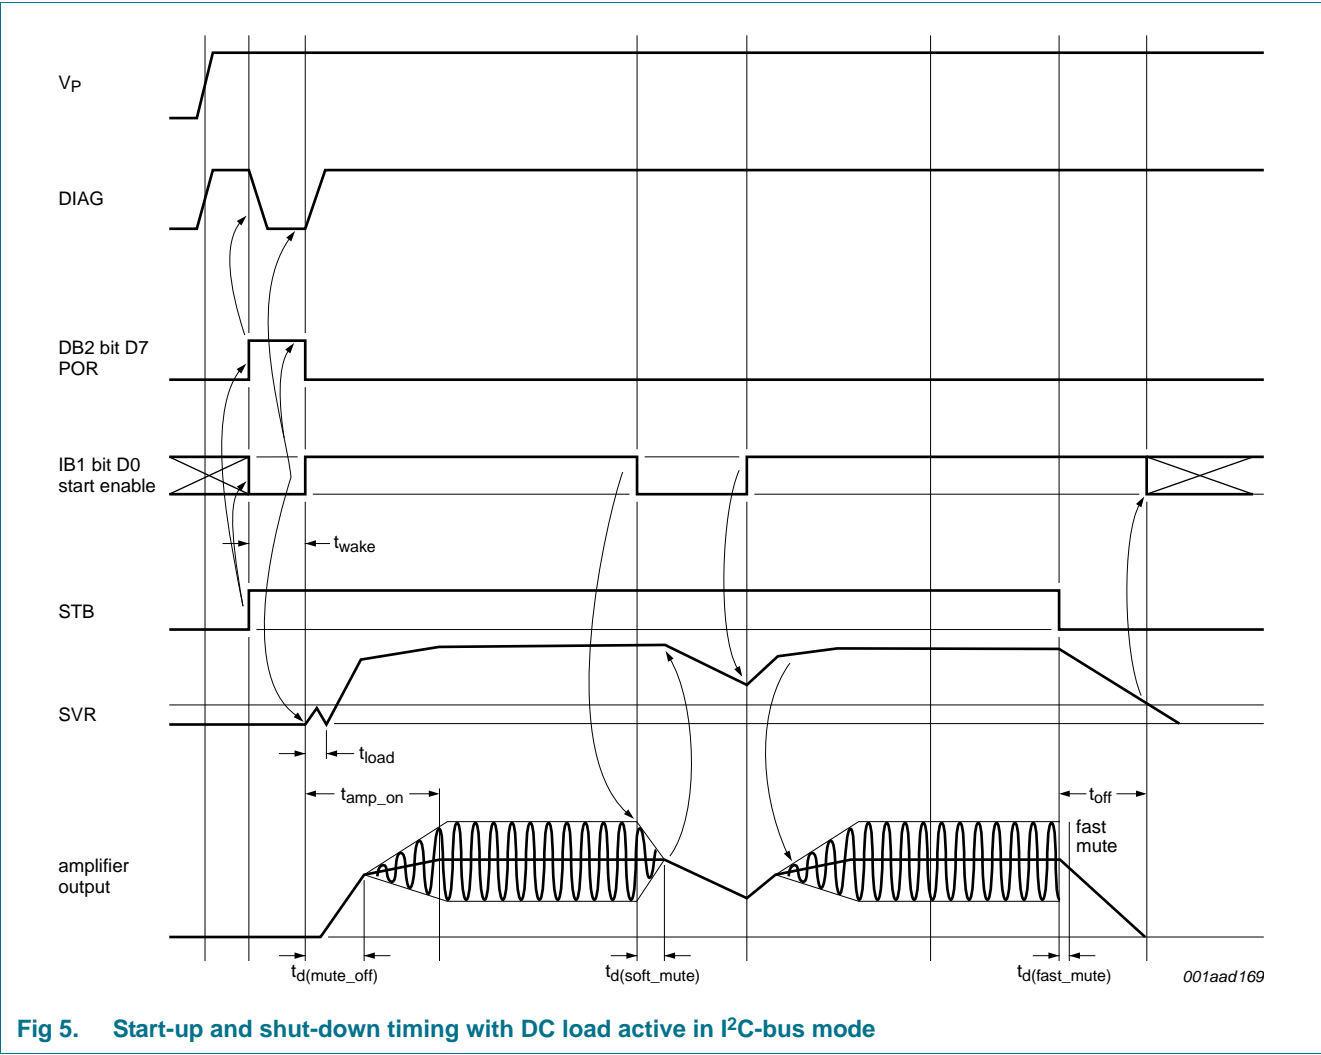 VP
DIAG
DB2 bit D7
POR
IB1 bit D0
start enable
twake
STB
SVR
tload
tamp_on
toff
fast
mute
amplifier
output
td(mute_off)
td(soft_mute)
td(fast_mute)
001aad169
Fig 5. Start-up and shut-down timing with DC load active in I2C-bus mode